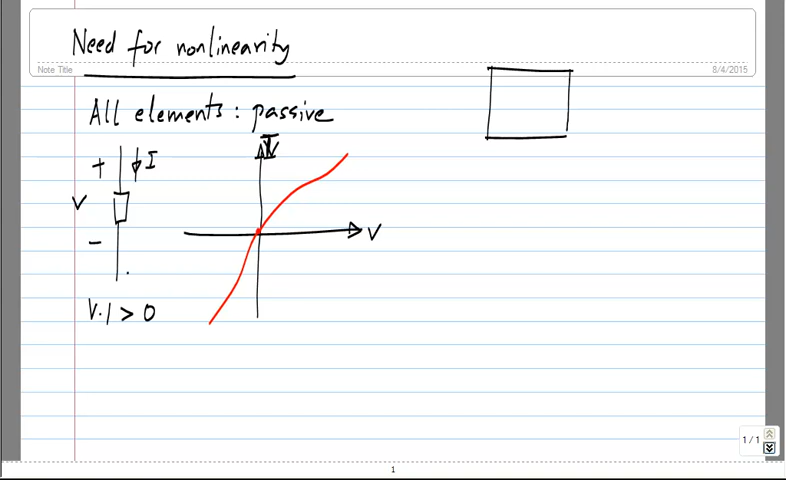 Need for nonlinearity
Note Title
8/4/2015
All elements : passive
+ I
V
−
V·I > 0
I
V
1 / 1
1